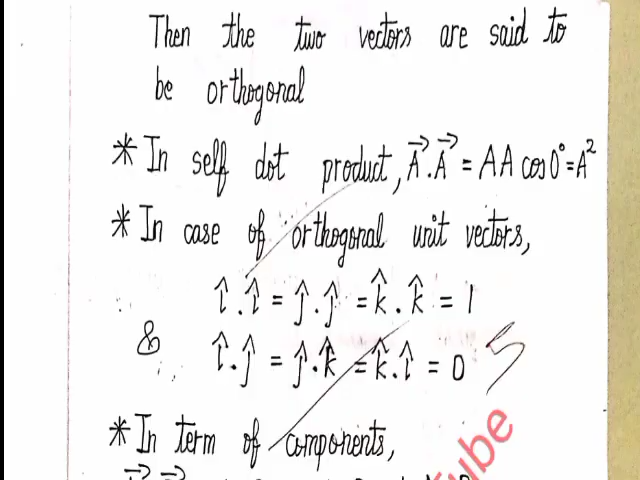 Then the two vectors are said to
be orthogonal
* In self dot product, A⃗.A⃗ = AA cos0° = A²
* In case of orthogonal unit vectors,
î.î = ĵ.ĵ = k̂.k̂ = 1
& î.ĵ = ĵ.k̂ = k̂.î = 0
* In term of components,
ube